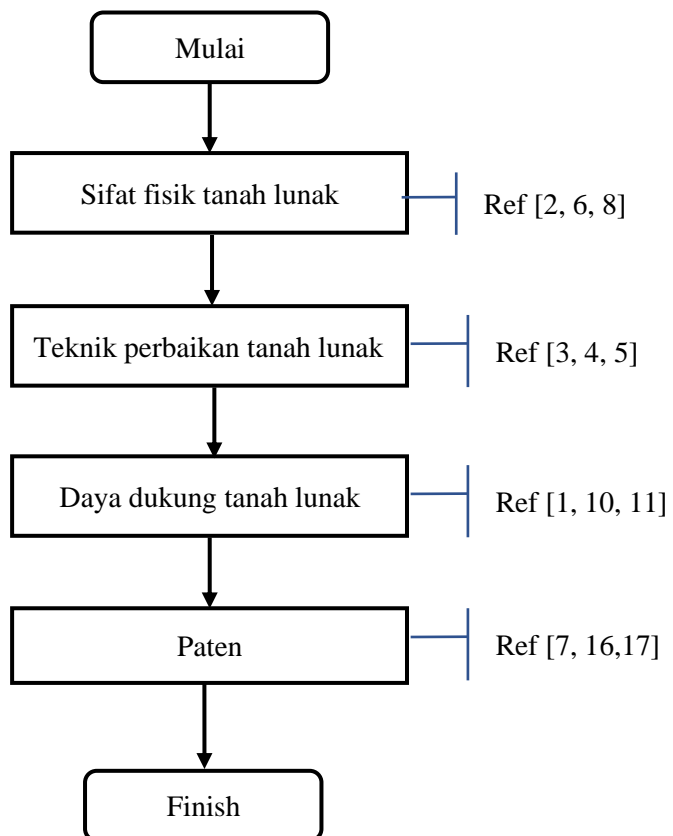 Mulai
Sifat fisik tanah lunak
Ref [2, 6, 8]
Teknik perbaikan tanah lunak
Ref [3, 4, 5]
Daya dukung tanah lunak
Ref [1, 10, 11]
Paten
Ref [7, 16,17]
Finish